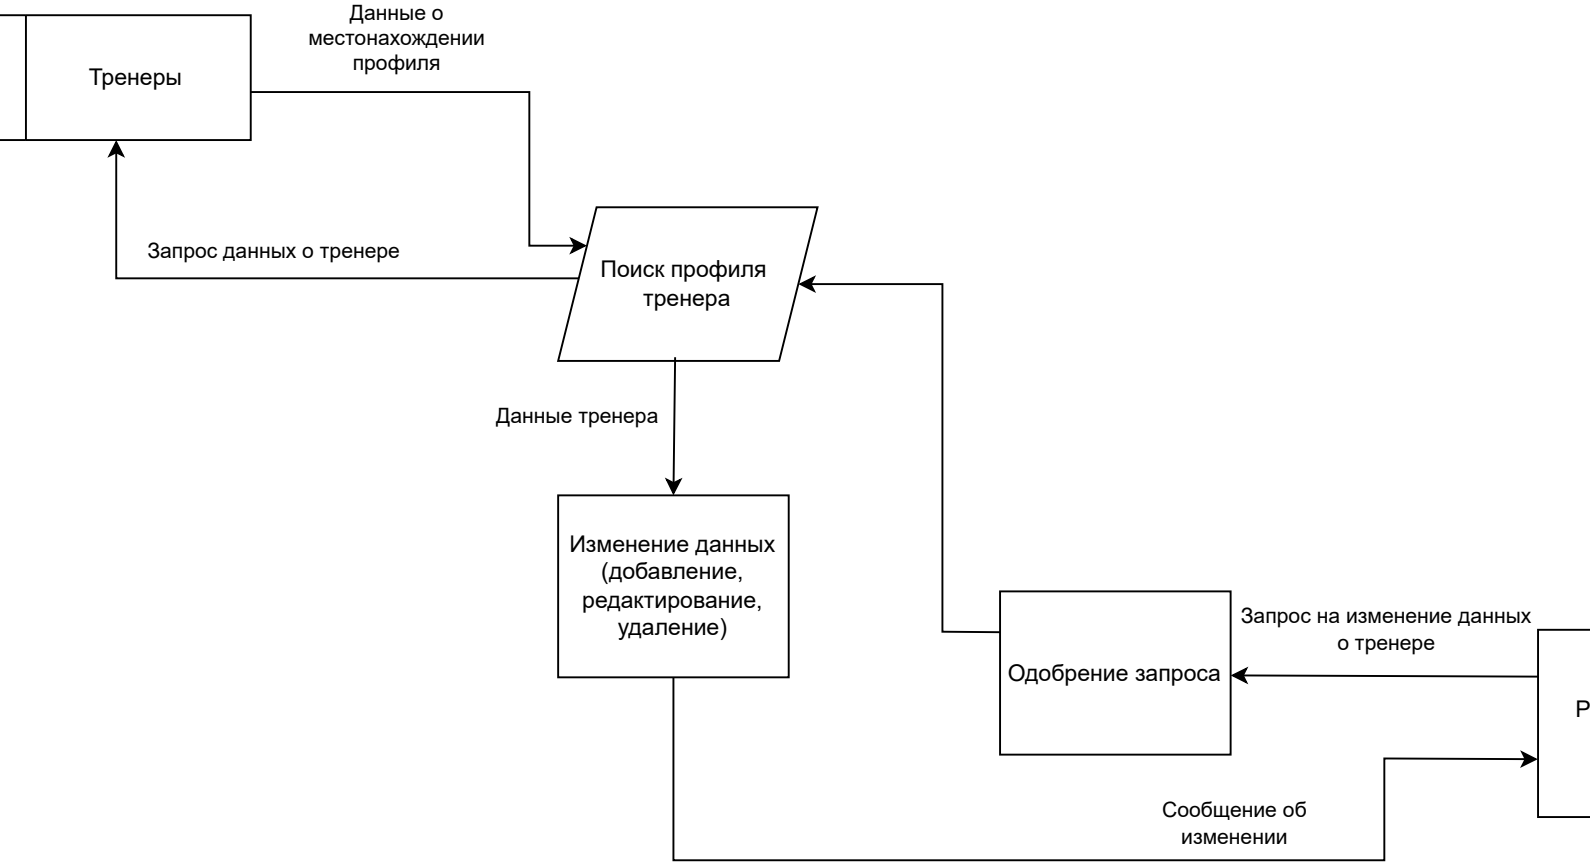 Данные о
местонахождении
профиля
Тренеры
Запрос данных о тренере
Поиск профиля
тренера
Данные тренера
Изменение данных
(добавление,
редактирование,
удаление)
Одобрение запроса
Запрос на изменение данных
о тренере
Р
Сообщение об
изменении